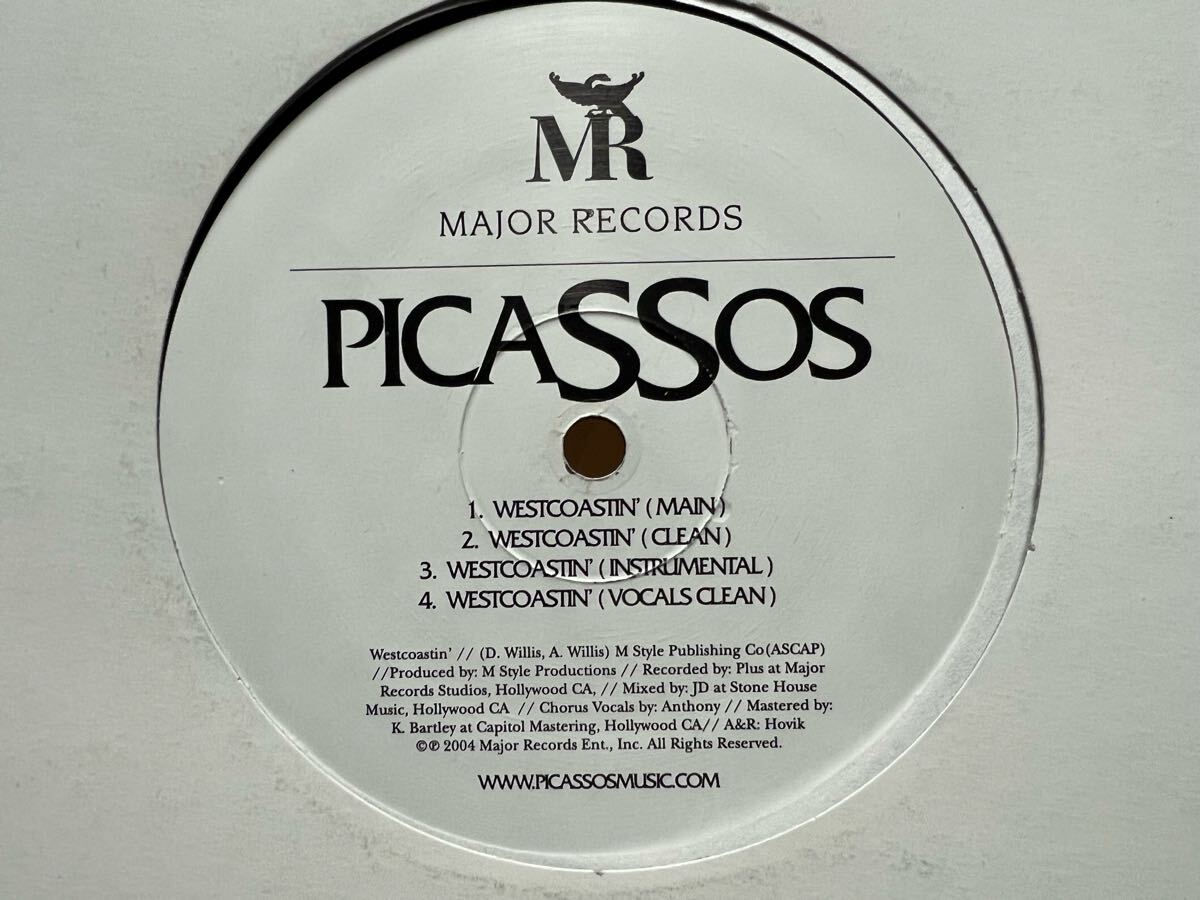 MR
MAJOR RECORDS
PICASSOS
1. WESTCOASTIN' ( MAIN )
2. WESTCOASTIN' ( CLEAN )
3. WESTCOASTIN' ( INSTRUMENTAL )
4. WESTCOASTIN' ( VOCALS CLEAN )
Westcoastin' // (D. Willis, A. Willis) M Style Publishing Co(ASCAP)
//Produced by: M Style Productions // Recorded by: Plus at Major
Records Studios, Hollywood CA, // Mixed by: JD at Stone House
Music, Hollywood CA // Chorus Vocals by: Anthony // Mastered by:
K. Bartley at Capitol Mastering, Hollywood CA// A&R: Hovik
©℗ 2004 Major Records Ent., Inc. All Rights Reserved.
WWW.PICASSOSMUSIC.COM